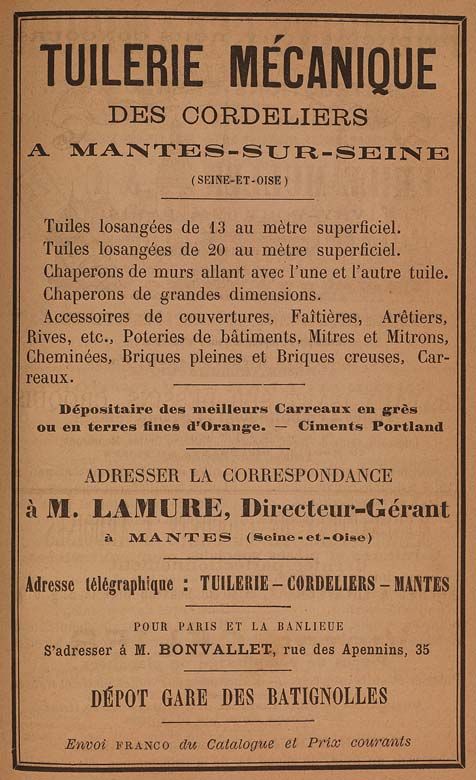 TUILERIE MÉCANIQUE
DES CORDELIERS
A MANTES-SUR-SEINE
(SEINE-ET-OISE)
Tuiles losangées de 13 au mètre superficiel.
Tuiles losangées de 20 au mètre superficiel.
Chaperons de murs allant avec l'une et l'autre tuile.
Chaperons de grandes dimensions.
Accessoires de couvertures, Faîtières, Arêtiers,
Rives, etc., Poteries de bâtiments, Mitres et Mitrons,
Cheminées, Briques pleines et Briques creuses, Car-
reaux.
Dépositaire des meilleurs Carreaux en grès
ou en terres fines d'Orange. — Ciments Portland
ADRESSER LA CORRESPONDANCE
à M. LAMURE, Directeur-Gérant
à MANTES (Seine-et-Oise)
Adresse télégraphique : TUILERIE – CORDELIERS – MANTES
POUR PARIS ET LA BANLIEUE
S'adresser á M. BONVALLET, rue des Apennins, 35
DÉPOT GARE DES BATIGNOLLES
Envoi FRANCO du Catalogue et Prix courants